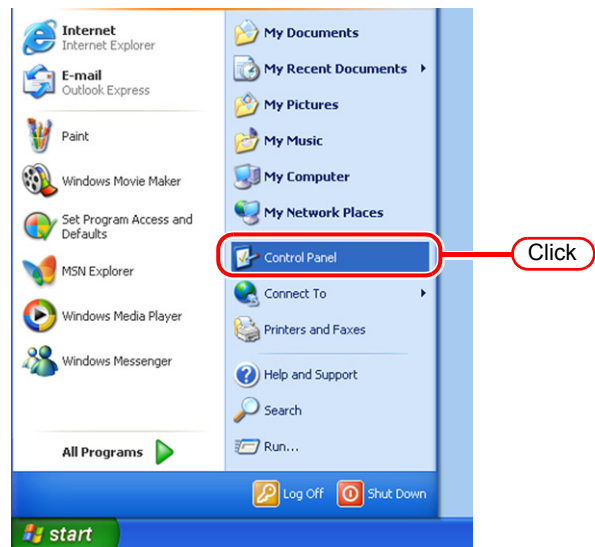 Internet
Internet Explorer
E-mail
Outlook Express
Paint
Windows Movie Maker
Set Program Access and
Defaults
MSN Explorer
Windows Media Player
Windows Messenger
All Programs
My Documents
My Recent Documents
My Pictures
My Music
My Computer
My Network Places
Control Panel
Click
Connect To
Printers and Faxes
Help and Support
Search
Run...
Log Off
Shut Down
start